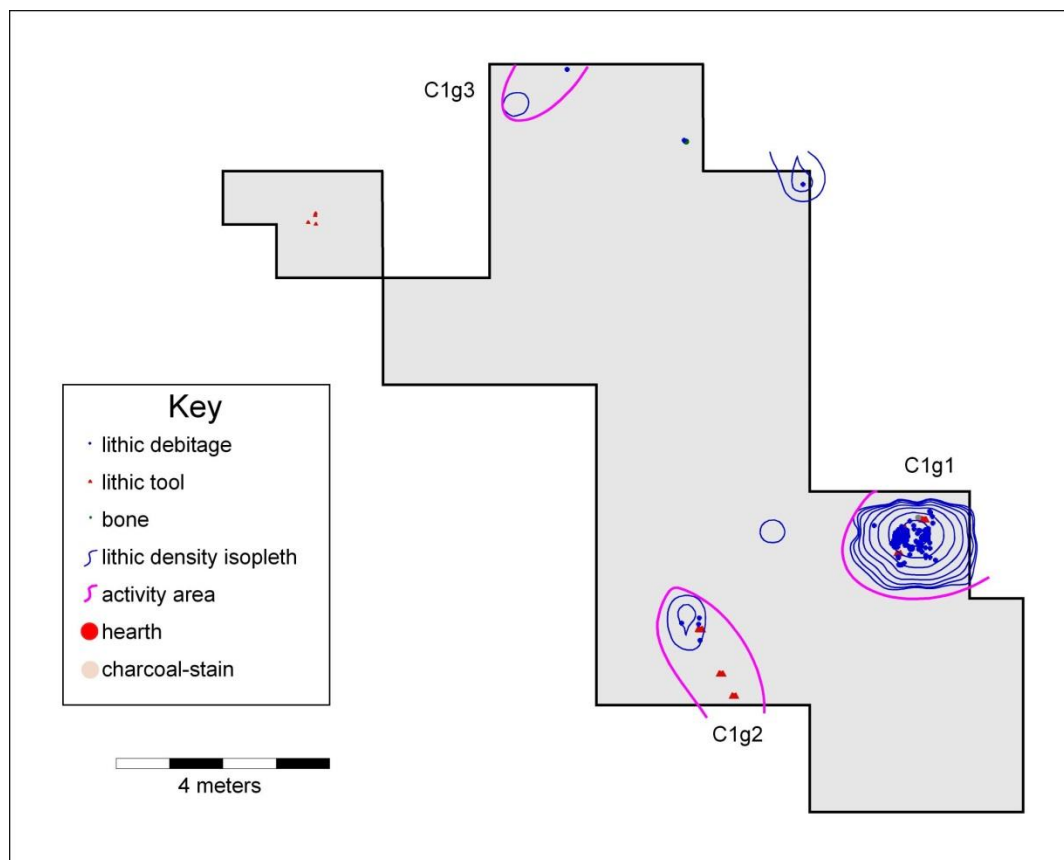 C1g3
C1g1
Key
lithic debitage
lithic tool
bone
lithic density isopleth
activity area
hearth
charcoal-stain
C1g2
4 meters